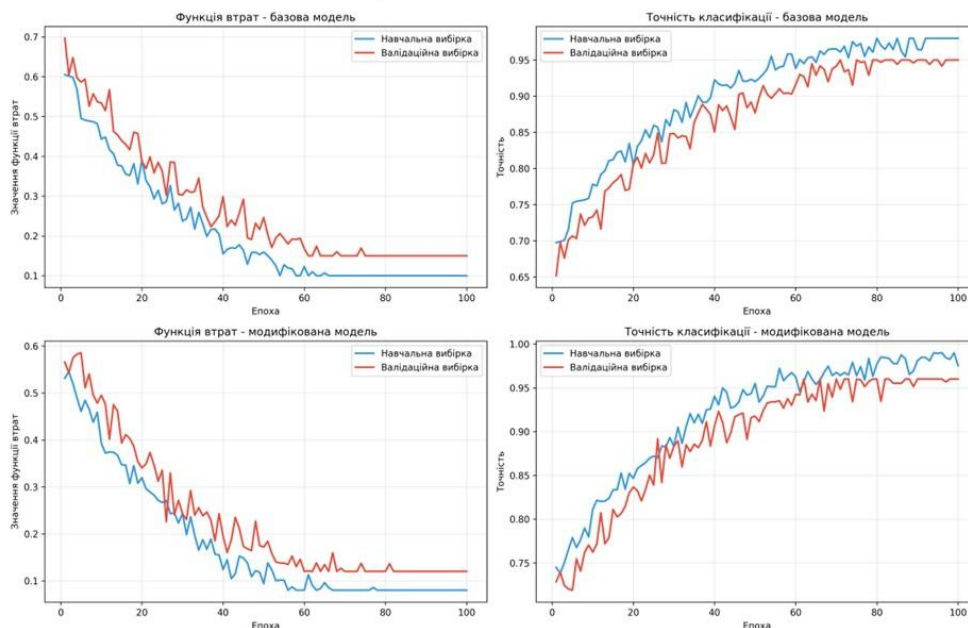 Функція втрат - базова модель
Навчальна вибірка
Валідаційна вибірка
Значення функції втрат
0.7
0.6
0.5
0.4
0.3
0.2
0.1
0
20
40
60
80
100
Епоха
Точність класифікації - базова модель
Навчальна вибірка
Валідаційна вибірка
Точність
0.95
0.90
0.85
0.80
0.75
0.70
0.65
0
20
40
60
80
100
Епоха
Функція втрат - модифікована модель
Навчальна вибірка
Валідаційна вибірка
Значення функції втрат
0.6
0.5
0.4
0.3
0.2
0.1
0
20
40
60
80
100
Епоха
Точність класифікації - модифікована модель
Навчальна вибірка
Валідаційна вибірка
Точність
1.00
0.95
0.90
0.85
0.80
0.75
0
20
40
60
80
100
Епоха